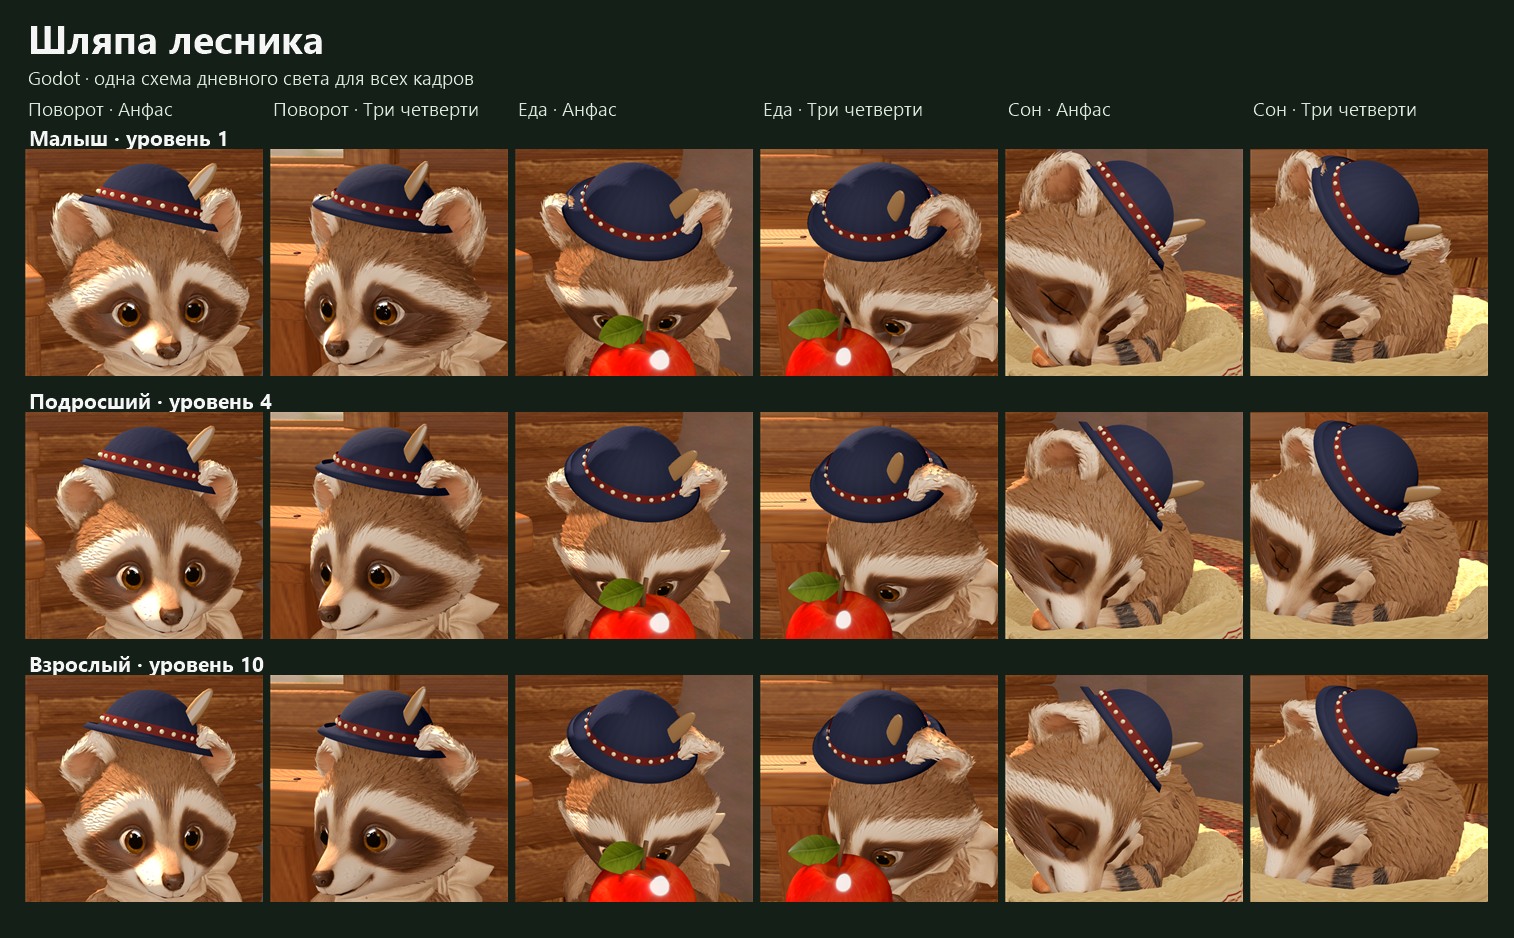 Шляпа лесника
Godot · одна схема дневного света для всех кадров
Поворот · Анфас Поворот · Три четверти Еда · Анфас Еда · Три четверти Сон · Анфас Сон · Три четверти
Малыш · уровень 1
Подросший · уровень 4
Взрослый · уровень 10